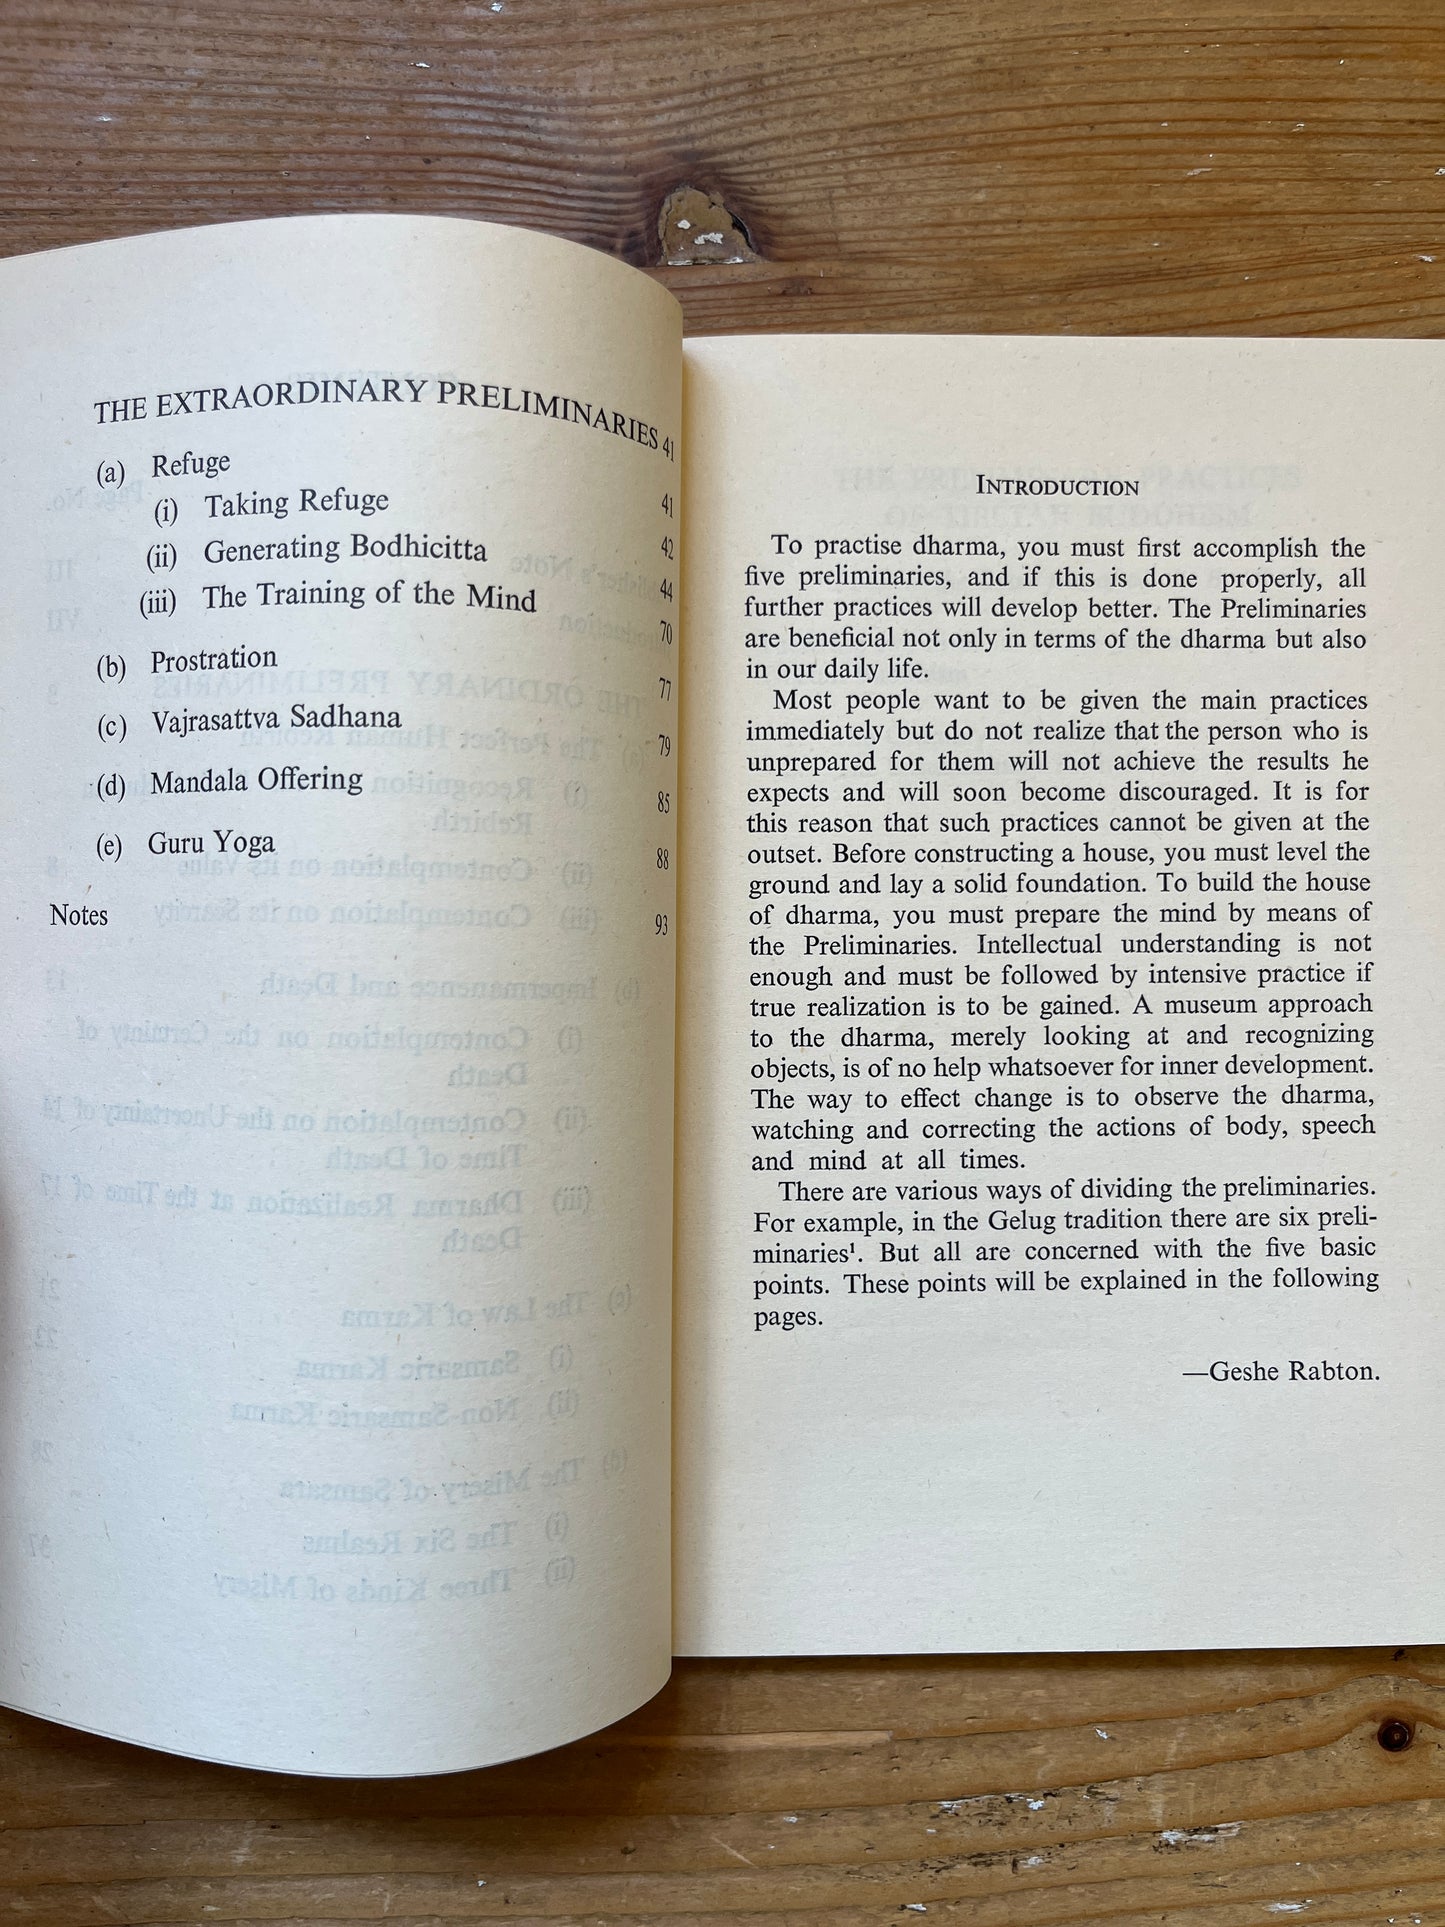 THE EXTRAORDINARY PRELIMINARIES 41
(a) Refuge 41
(i) Taking Refuge 42
(ii) Generating Bodhicitta 44
(iii) The Training of the Mind 70
(b) Prostration 77
(c) Vajrasattva Sadhana 79
(d) Mandala Offering 85
(e) Guru Yoga 88
Notes 93
INTRODUCTION
To practise dharma, you must first accomplish the
five preliminaries, and if this is done properly, all
further practices will develop better. The Preliminaries
are beneficial not only in terms of the dharma but also
in our daily life.
Most people want to be given the main practices
immediately but do not realize that the person who is
unprepared for them will not achieve the results he
expects and will soon become discouraged. It is for
this reason that such practices cannot be given at the
outset. Before constructing a house, you must level the
ground and lay a solid foundation. To build the house
of dharma, you must prepare the mind by means of
the Preliminaries. Intellectual understanding is not
enough and must be followed by intensive practice if
true realization is to be gained. A museum approach
to the dharma, merely looking at and recognizing
objects, is of no help whatsoever for inner development.
The way to effect change is to observe the dharma,
watching and correcting the actions of body, speech
and mind at all times.
There are various ways of dividing the preliminaries.
For example, in the Gelug tradition there are six preli-
minaries¹. But all are concerned with the five basic
points. These points will be explained in the following
pages.
—Geshe Rabton.